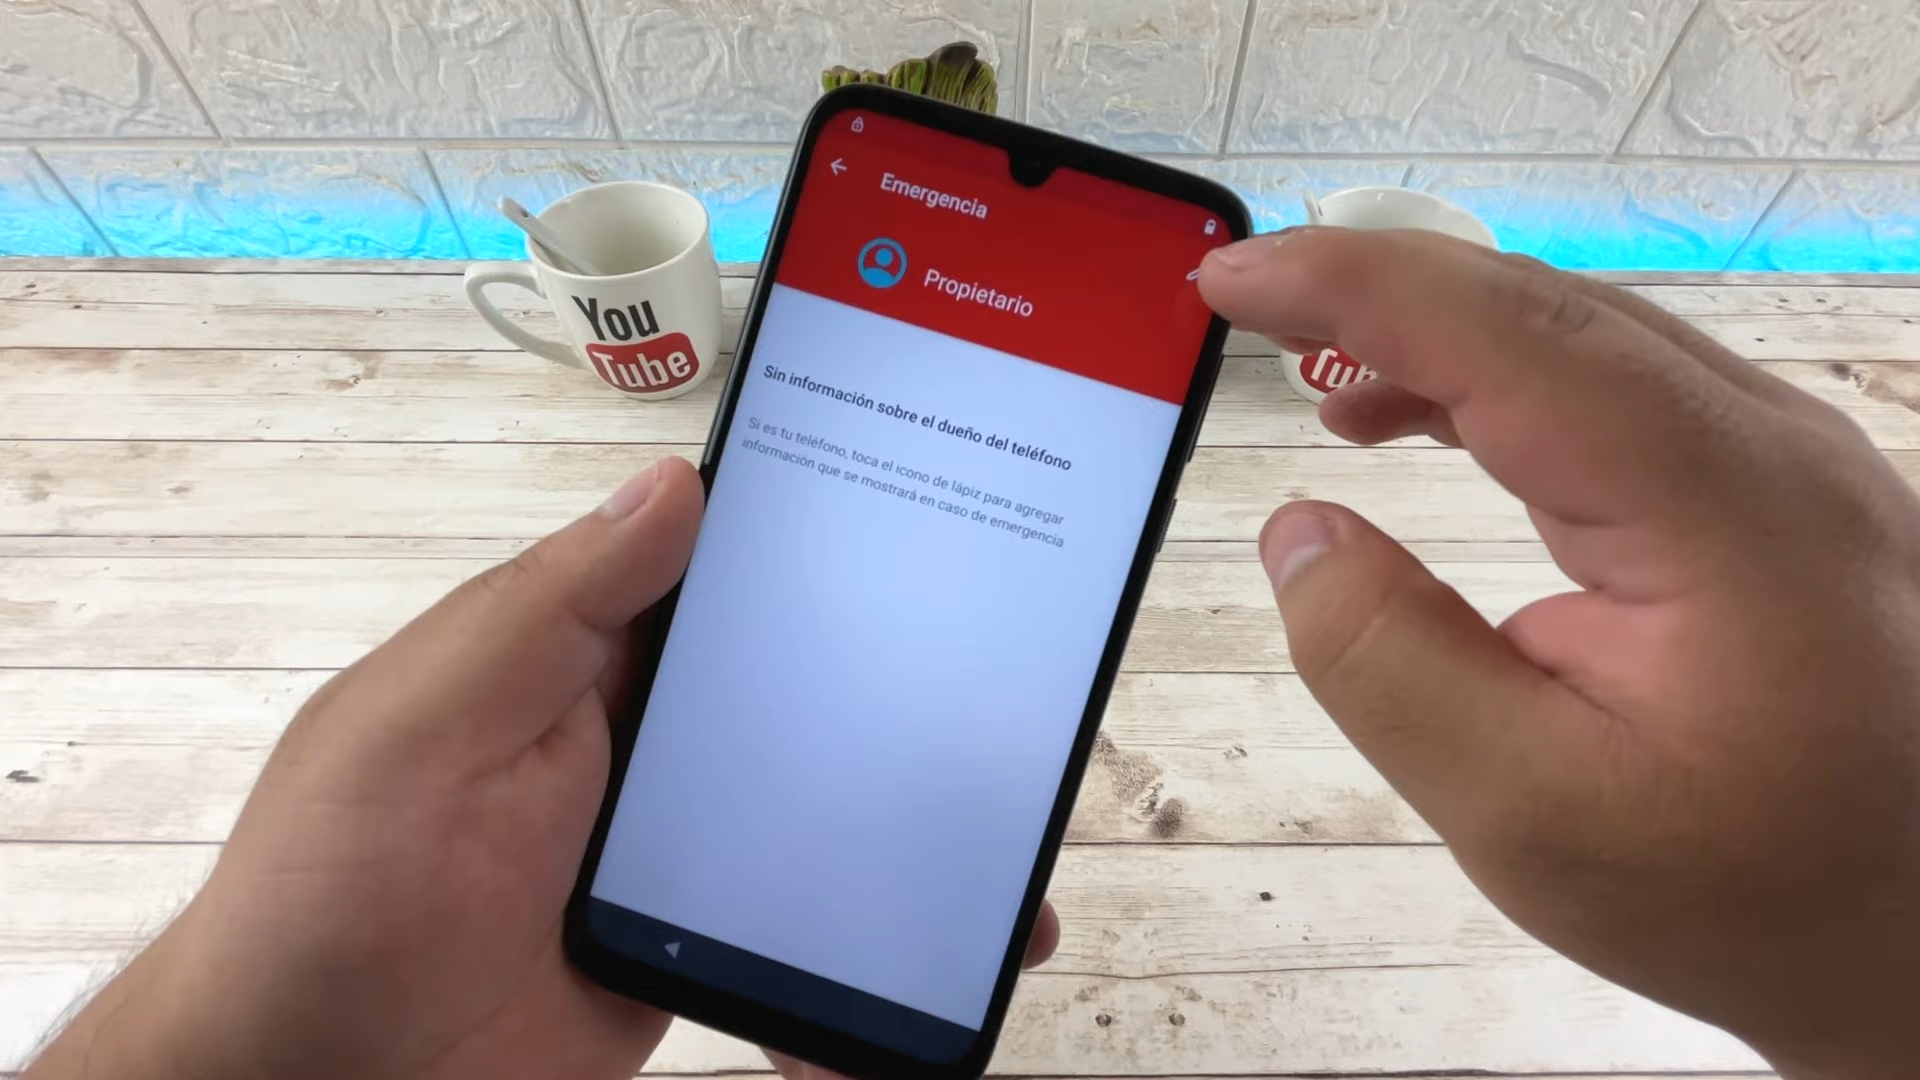 Emergencia
Propietario
Sin información sobre el dueño del teléfono
Si es tu teléfono, toca el icono de lápiz para agregar
información que se mostrará en caso de emergencia
You
Tube
Tub